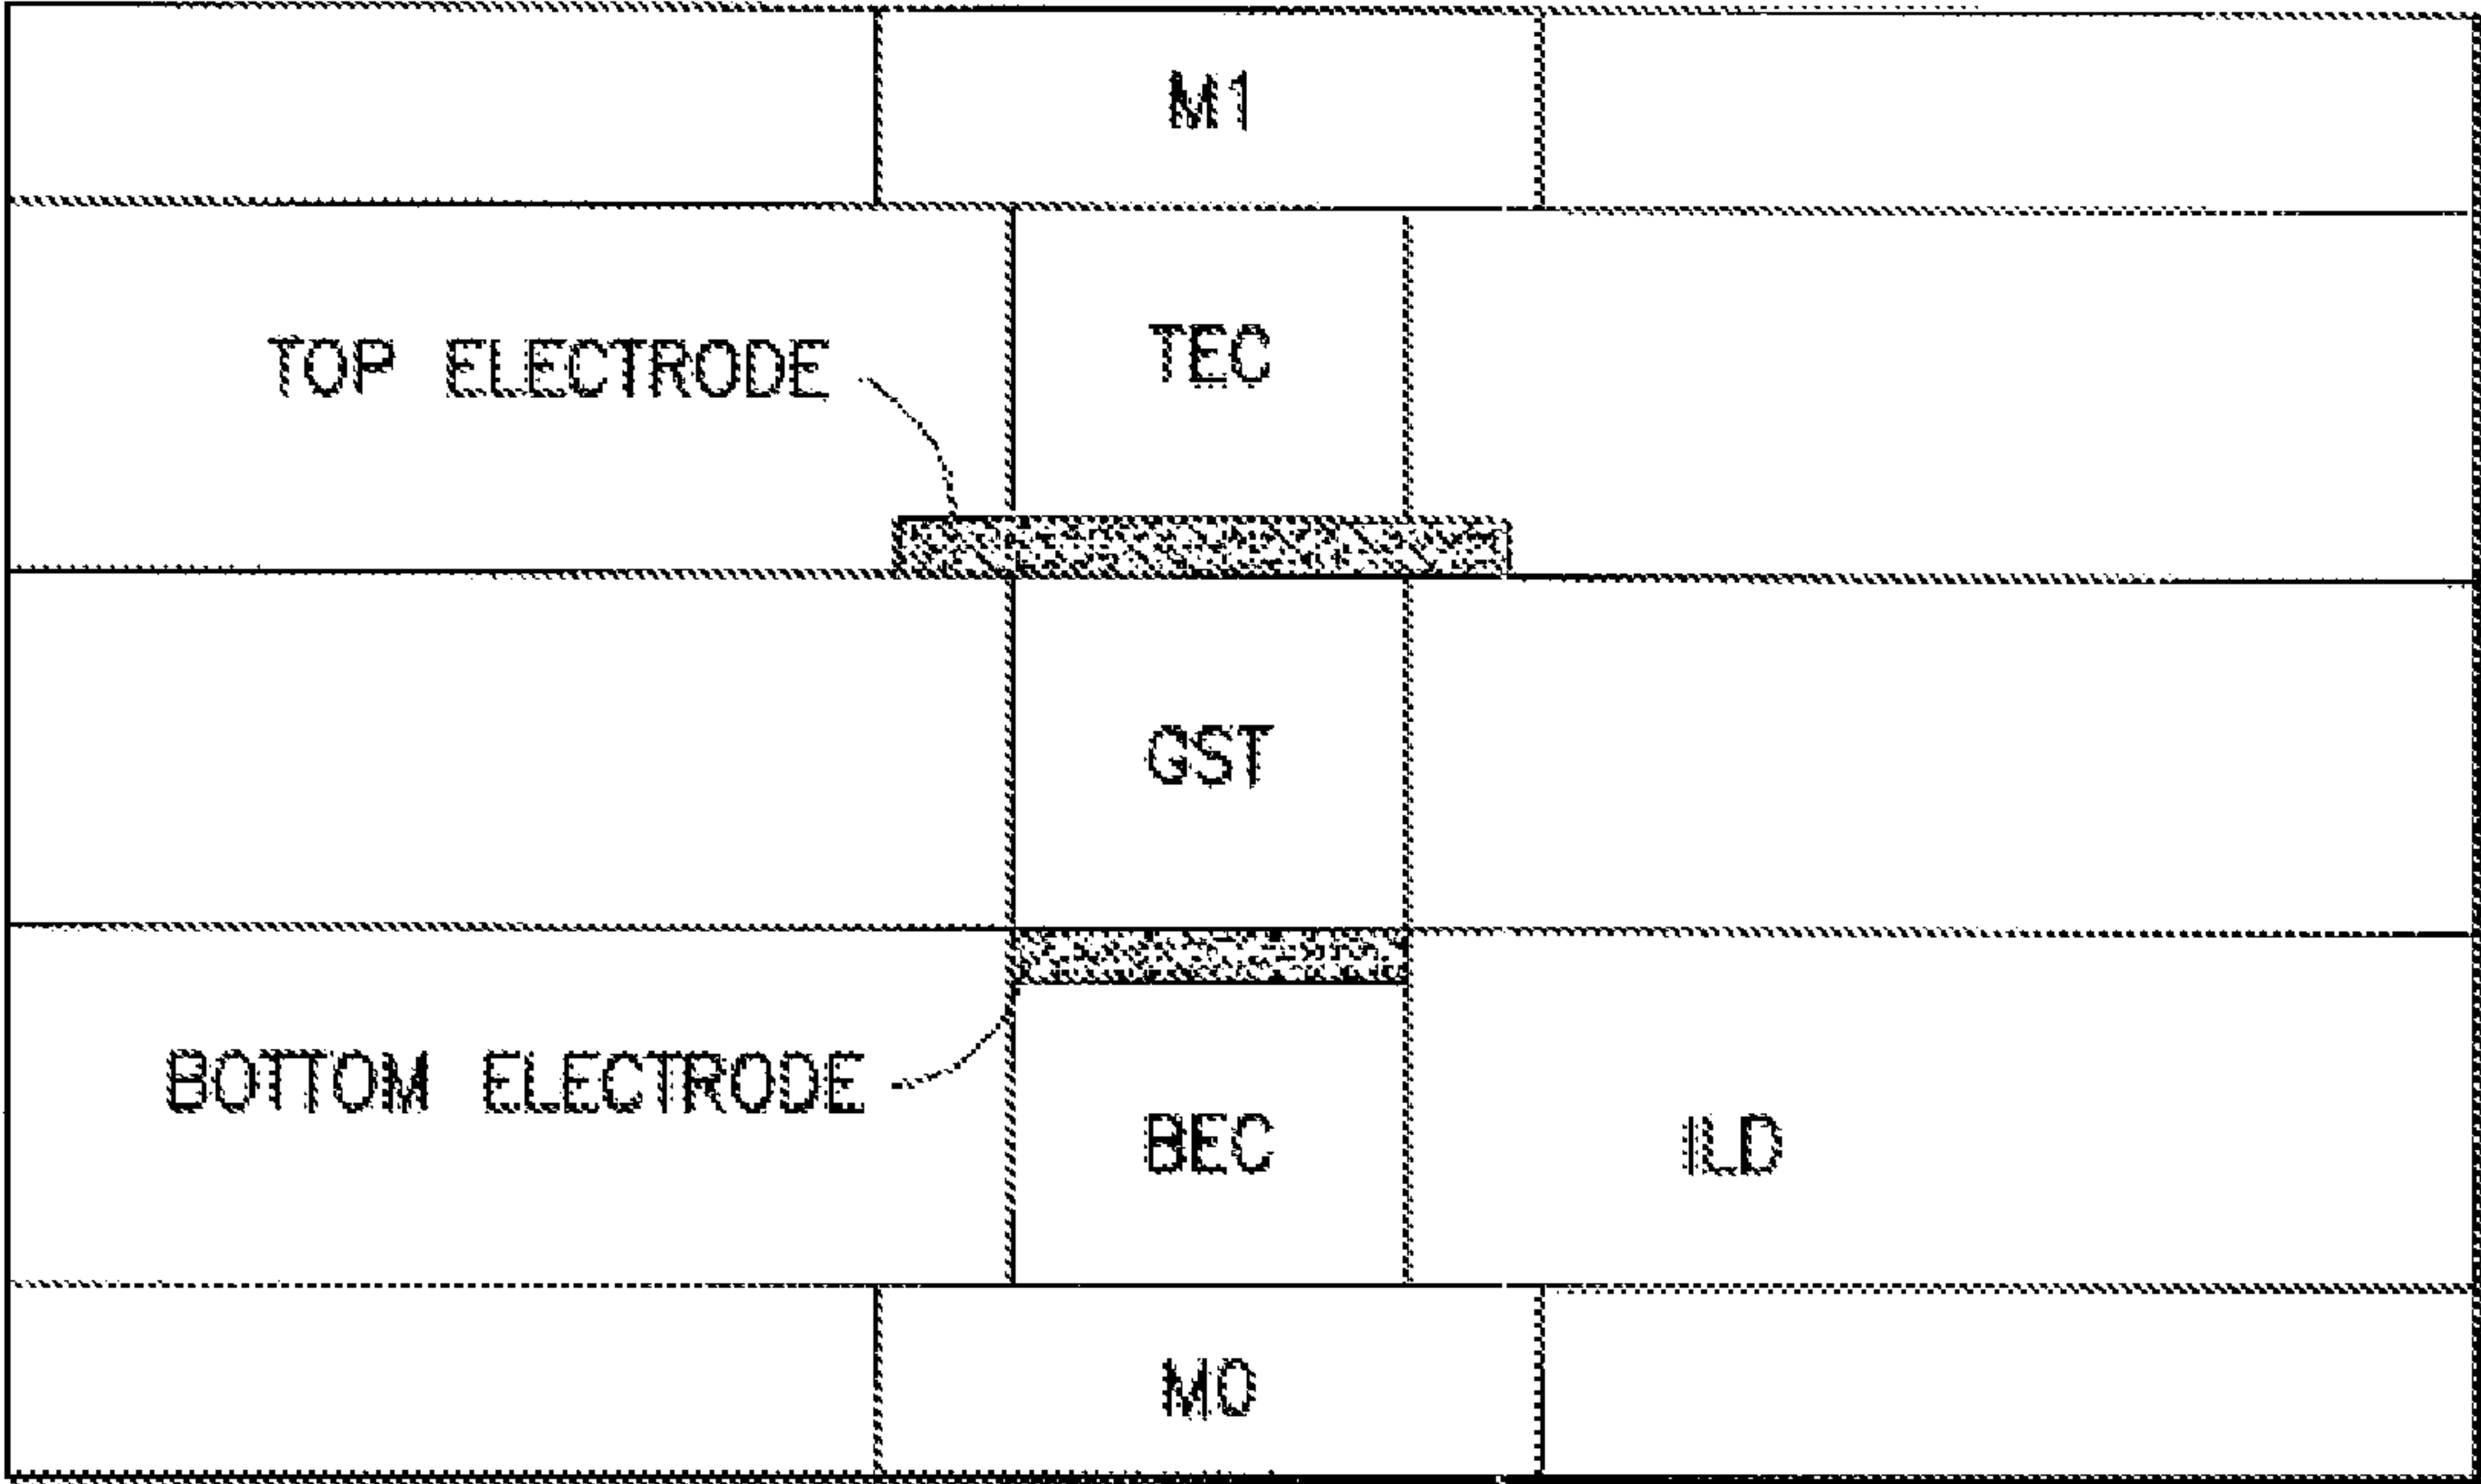 M1
TOP ELECTRODE
TEC
GST
BOTTOM ELECTRODE
BEC
ILD
M0